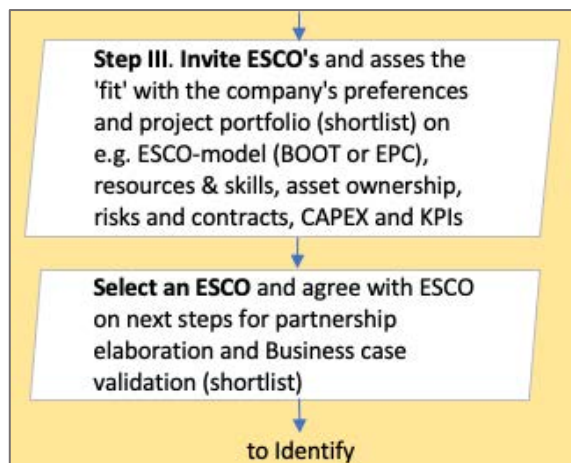 Step III. Invite ESCO's and asses the
'fit' with the company's preferences
and project portfolio (shortlist) on
e.g. ESCO-model (BOOT or EPC),
resources & skills, asset ownership,
risks and contracts, CAPEX and KPIs
Select an ESCO and agree with ESCO
on next steps for partnership
elaboration and Business case
validation (shortlist)
to Identify